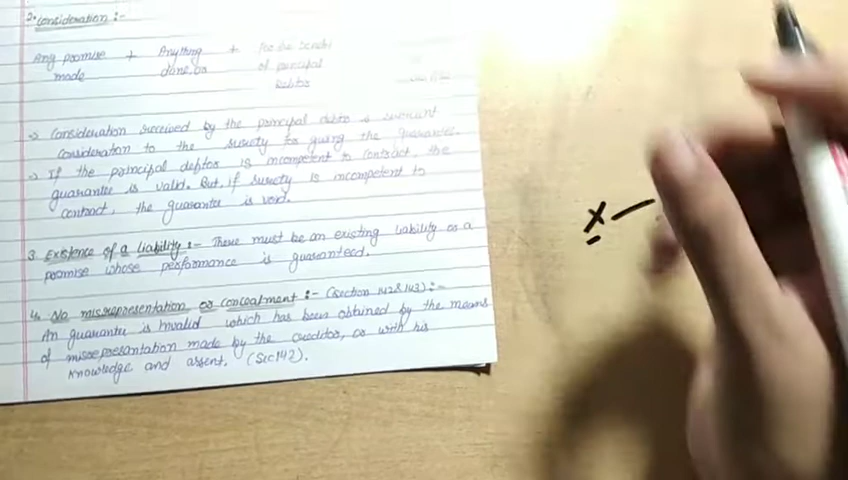 2. Consideration :-
Any promise + Anything + for the benefit
made done, or of principal
debtor
→ Consideration received by the principal debtor is sufficient
consideration to the surety for giving the guarantee.
→ If the principal debtor is incompetent to contract, the
guarantee is valid. But, if surety is incompetent to
contract, the guarantee is void.
3. Existence of a liability :- There must be an existing liability or a
promise whose performance is guaranteed.
4. No misrepresentation or concealment :- (section 142 & 143) :-
An guarantee is invalid which has been obtained by the means
of misrepresantation made by the creditor, or with his
knowledge and assent. (Sec 142).
X —